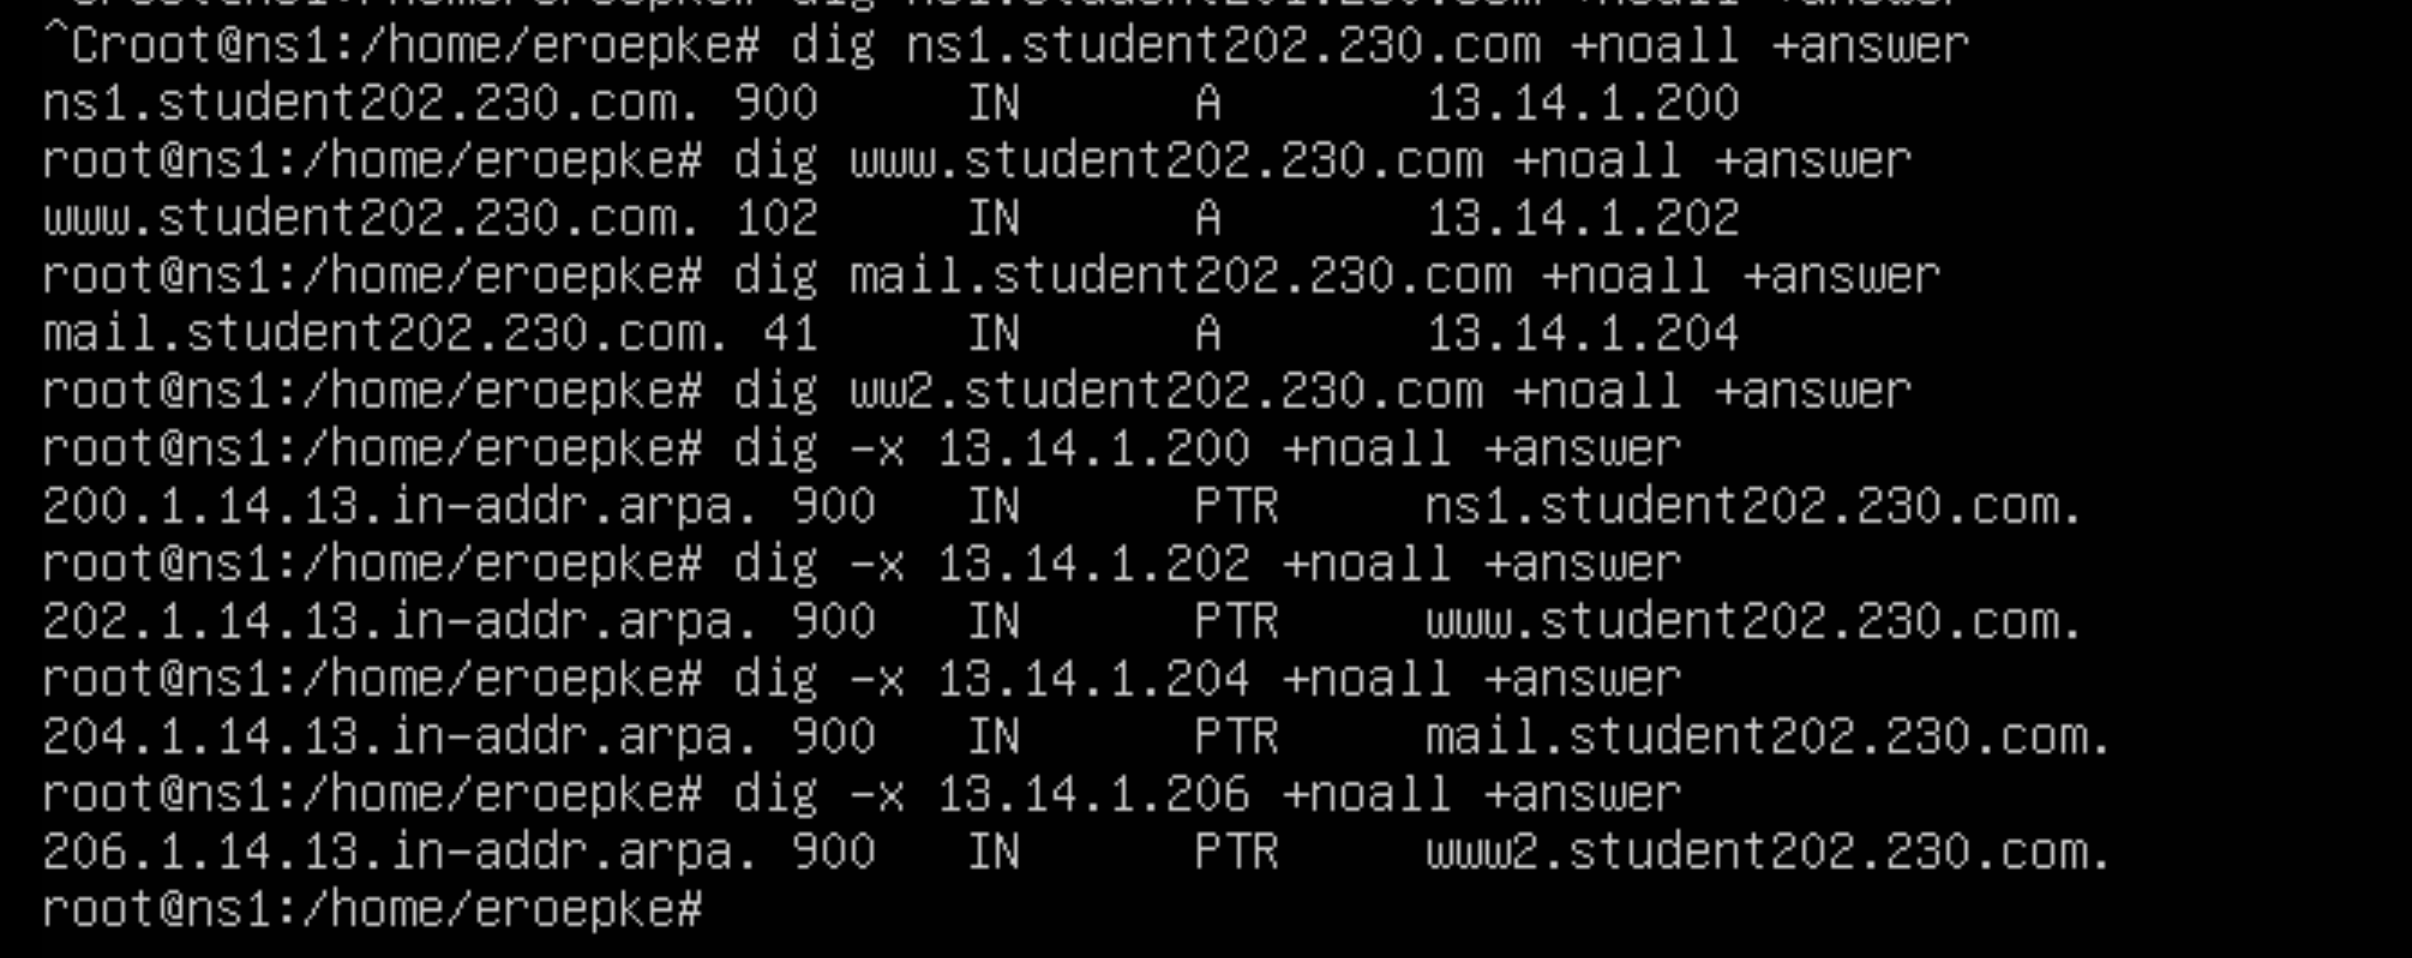 ^Croot@ns1:/home/eroepke# dig ns1.student202.230.com +noall +answer
ns1.student202.230.com. 900 IN A 13.14.1.200
root@ns1:/home/eroepke# dig www.student202.230.com +noall +answer
www.student202.230.com. 102 IN A 13.14.1.202
root@ns1:/home/eroepke# dig mail.student202.230.com +noall +answer
mail.student202.230.com. 41 IN A 13.14.1.204
root@ns1:/home/eroepke# dig ww2.student202.230.com +noall +answer
root@ns1:/home/eroepke# dig -x 13.14.1.200 +noall +answer
200.1.14.13.in-addr.arpa. 900 IN PTR ns1.student202.230.com.
root@ns1:/home/eroepke# dig -x 13.14.1.202 +noall +answer
202.1.14.13.in-addr.arpa. 900 IN PTR www.student202.230.com.
root@ns1:/home/eroepke# dig -x 13.14.1.204 +noall +answer
204.1.14.13.in-addr.arpa. 900 IN PTR mail.student202.230.com.
root@ns1:/home/eroepke# dig -x 13.14.1.206 +noall +answer
206.1.14.13.in-addr.arpa. 900 IN PTR www2.student202.230.com.
root@ns1:/home/eroepke#